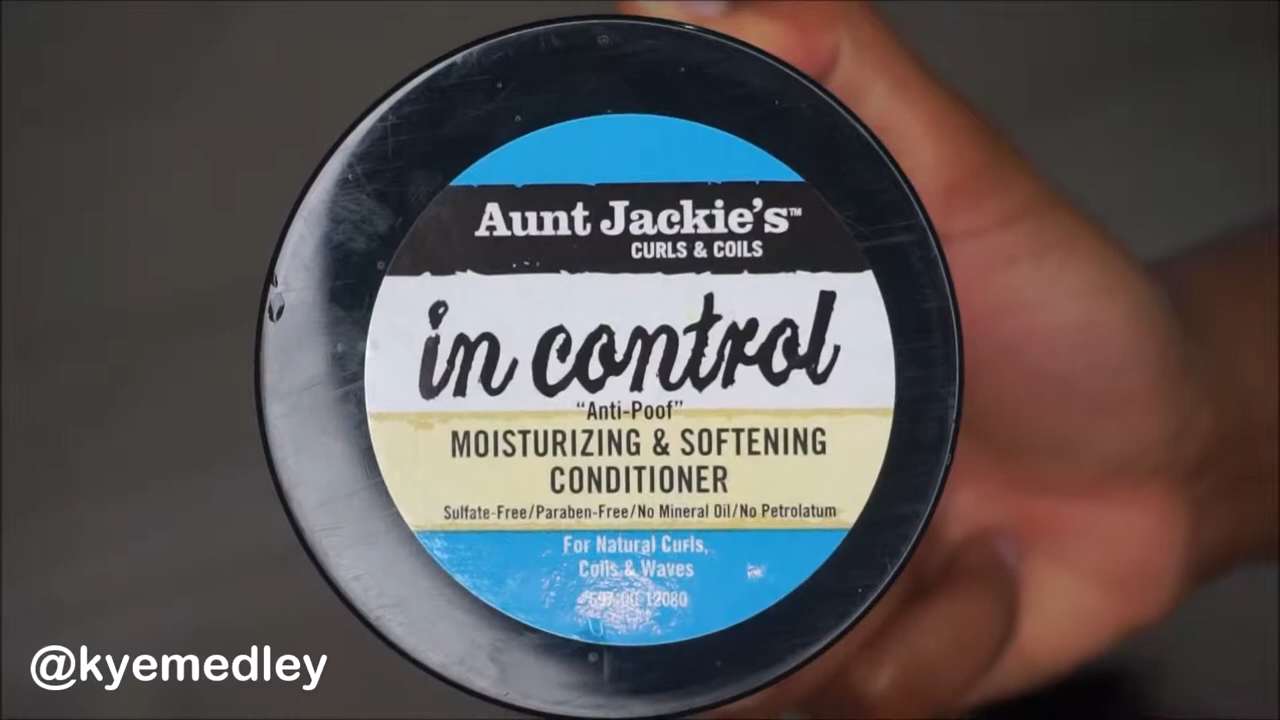 Aunt Jackie's™
CURLS & COILS
in control
“Anti-Poof”
MOISTURIZING & SOFTENING
CONDITIONER
Sulfate-Free/Paraben-Free/No Mineral Oil/No Petrolatum
For Natural Curls,
Coils & Waves
12080
@kyemedley